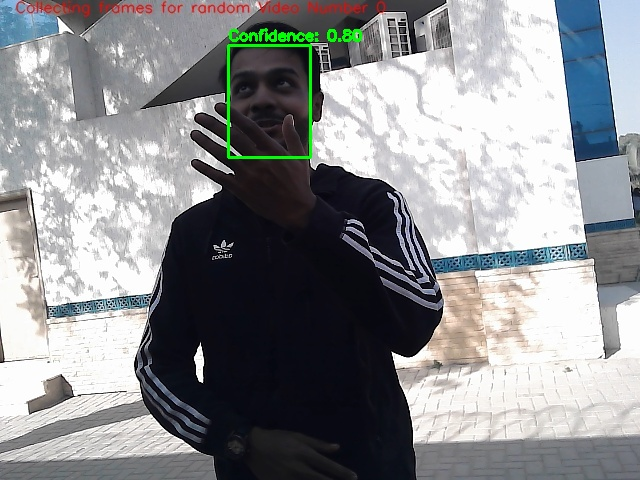 Collecting frames for random Video Number 0
Confidence: 0.80
adidas